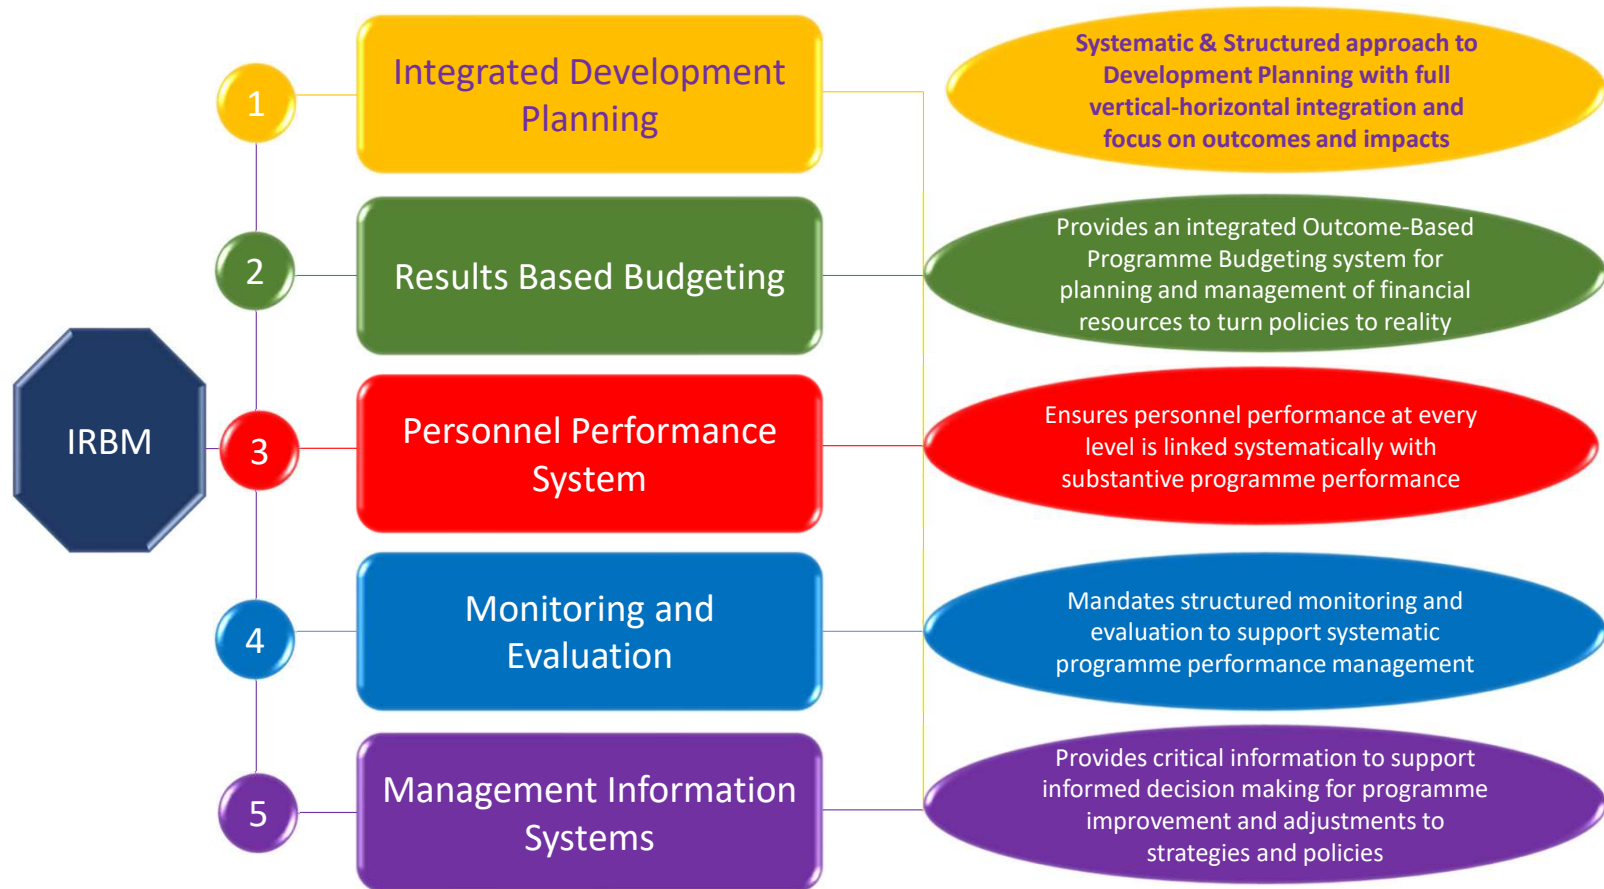 IRBM
1
Integrated Development
Planning
Systematic & Structured approach to
Development Planning with full
vertical-horizontal integration and
focus on outcomes and impacts
2
Results Based Budgeting
Provides an integrated Outcome-Based
Programme Budgeting system for
planning and management of financial
resources to turn policies to reality
3
Personnel Performance
System
Ensures personnel performance at every
level is linked systematically with
substantive programme performance
4
Monitoring and
Evaluation
Mandates structured monitoring and
evaluation to support systematic
programme performance management
5
Management Information
Systems
Provides critical information to support
informed decision making for programme
improvement and adjustments to
strategies and policies